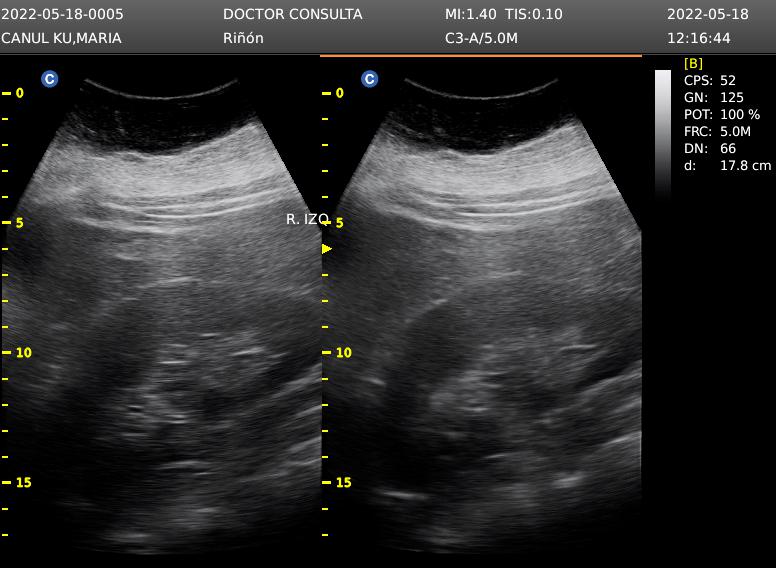 2022-05-18-0005 DOCTOR CONSULTA MI:1.40 TIS:0.10 2022-05-18
CANUL KU,MARIA Riñón C3-A/5.0M 12:16:44
C C
0 0
5 5
10 10
15 15
R. IZQ
[B]
CPS: 52
GN: 125
POT: 100 %
FRC: 5.0M
DN: 66
d: 17.8 cm